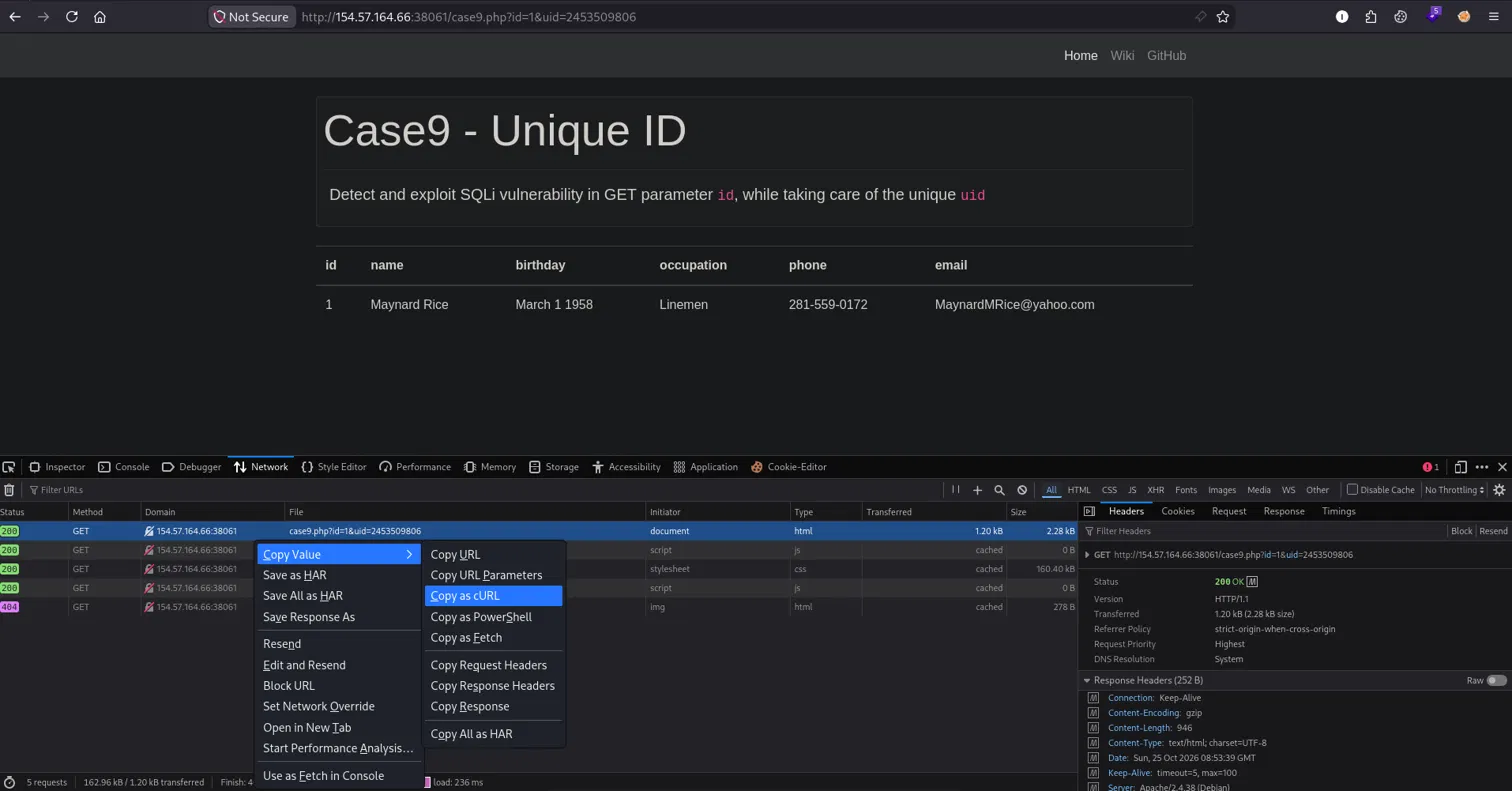 Not Secure http://154.57.164.66:38061/case9.php?id=1&uid=2453509806 5
Home Wiki GitHub
Case9 - Unique ID
Detect and exploit SQLi vulnerability in GET parameter id, while taking care of the unique uid
id name birthday occupation phone email
1 Maynard Rice March 1 1958 Linemen 281-559-0172 MaynardMRice@yahoo.com
Inspector Console Debugger Network Style Editor Performance Memory Storage Accessibility Application Cookie-Editor 1
Filter URLs All HTML CSS JS XHR Fonts Images Media WS Other Disable Cache No Throttling
Status Method Domain File Initiator Type Transferred Size
200 GET 154.57.164.66:38061 case9.php?id=1&uid=2453509806 document html 1.20 kB 2.28 kB
200 GET 154.57.164.66:38061 script js cached 0 B
200 GET 154.57.164.66:38061 stylesheet css cached 160.40 kB
200 GET 154.57.164.66:38061 script js cached 0 B
404 GET 154.57.164.66:38061 img html cached 278 B
Copy Value
Save as HAR
Save All as HAR
Save Response As
Resend
Edit and Resend
Block URL
Set Network Override
Open in New Tab
Start Performance Analysis...
Use as Fetch in Console
Copy URL
Copy URL Parameters
Copy as cURL
Copy as PowerShell
Copy as Fetch
Copy Request Headers
Copy Response Headers
Copy Response
Copy All as HAR
Headers Cookies Request Response Timings
Filter Headers Block Resend
GET http://154.57.164.66:38061/case9.php?id=1&uid=2453509806
Status 200 OK
Version HTTP/1.1
Transferred 1.20 kB (2.28 kB size)
Referrer Policy strict-origin-when-cross-origin
Request Priority Highest
DNS Resolution System
Response Headers (252 B) Raw
Connection: Keep-Alive
Content-Encoding: gzip
Content-Length: 946
Content-Type: text/html; charset=UTF-8
Date: Sun, 25 Oct 2026 08:53:39 GMT
Keep-Alive: timeout=5, max=100
Server: Apache/2.4.38 (Debian)
5 requests 162.96 kB / 1.20 kB transferred Finish: 4 load: 236 ms